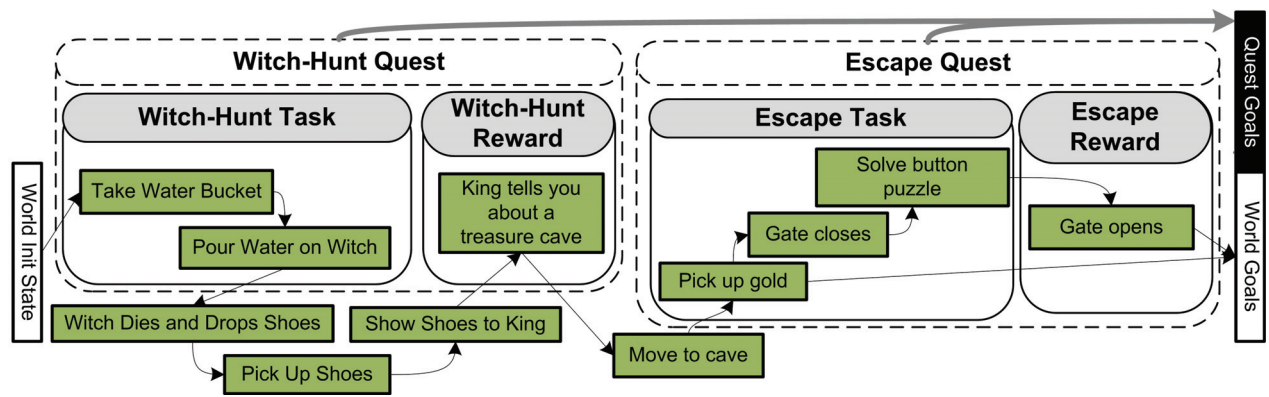 Witch-Hunt Quest
Witch-Hunt Task
Witch-Hunt
Reward
World Init State
Take Water Bucket
Pour Water on Witch
Witch Dies and Drops Shoes
Pick Up Shoes
Show Shoes to King
King tells you
about a
treasure cave
Move to cave
Escape Quest
Escape Task
Escape
Reward
Pick up gold
Gate closes
Solve button
puzzle
Gate opens
Quest Goals
World Goals